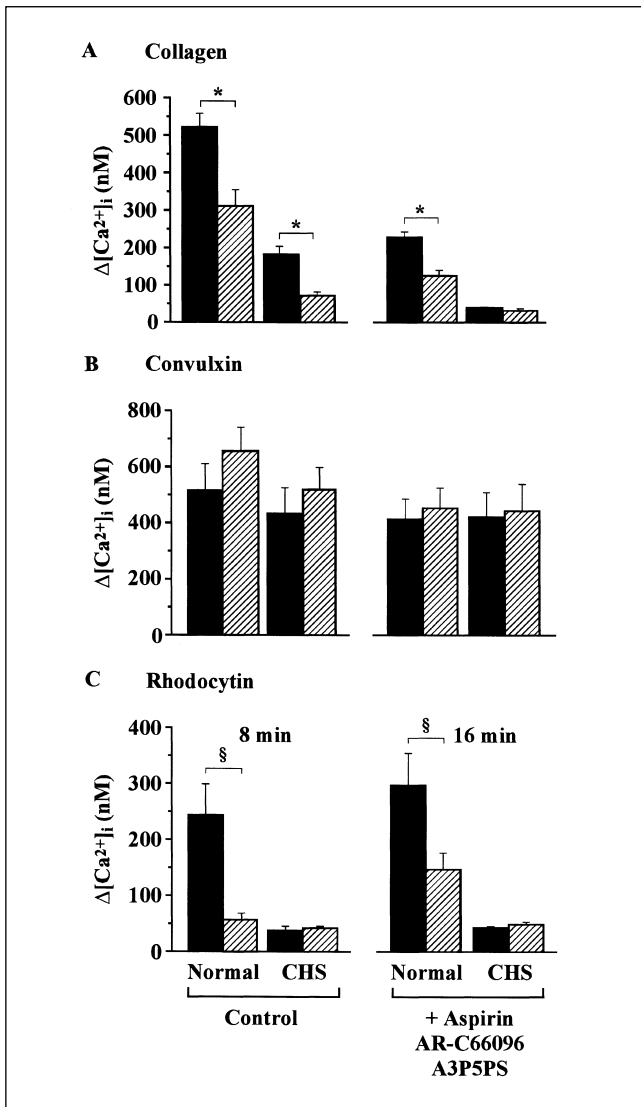 A Collagen
Δ[Ca2+]i (nM)
600
500
400
300
200
100
0
*
*
*
B Convulxin
Δ[Ca2+]i (nM)
800
600
400
400
0
C Rhodocytin
Δ[Ca2+]i (nM)
400
300
200
100
0
8 min
§
16 min
§
Normal CHS
Normal CHS
Control
+ Aspirin
AR-C66096
A3P5PS